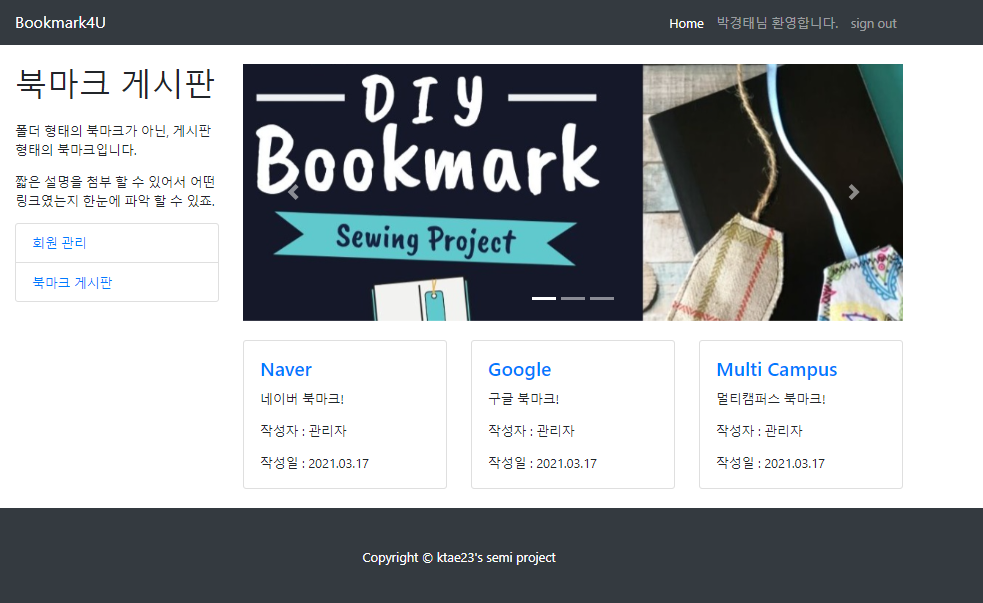 Bookmark4U
Home 박경태님 환영합니다. sign out
북마크 게시판
폴더 형태의 북마크가 아닌, 게시판
형태의 북마크입니다.
짧은 설명을 첨부 할 수 있어서 어떤
링크였는지 한눈에 파악 할 수 있죠.
회원 관리
북마크 게시판
DIY
Bookmark
Sewing Project
Naver
네이버 북마크!
작성자 : 관리자
작성일 : 2021.03.17
Google
구글 북마크!
작성자 : 관리자
작성일 : 2021.03.17
Multi Campus
멀티캠퍼스 북마크!
작성자 : 관리자
작성일 : 2021.03.17
Copyright © ktae23's semi project